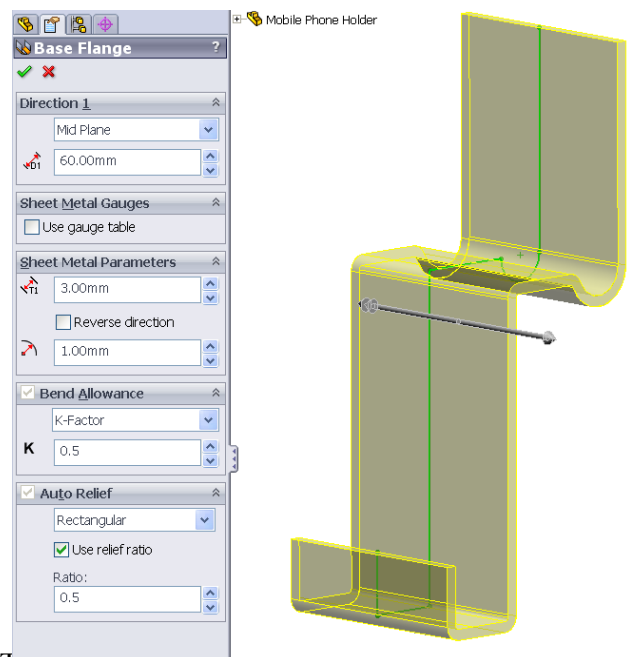 Mobile Phone Holder
Base Flange ?
Direction 1
Mid Plane
D1 60.00mm
Sheet Metal Gauges
Use gauge table
Sheet Metal Parameters
T1 3.00mm
Reverse direction
1.00mm
Bend Allowance
K-Factor
K 0.5
Auto Relief
Rectangular
Use relief ratio
Ratio:
0.5